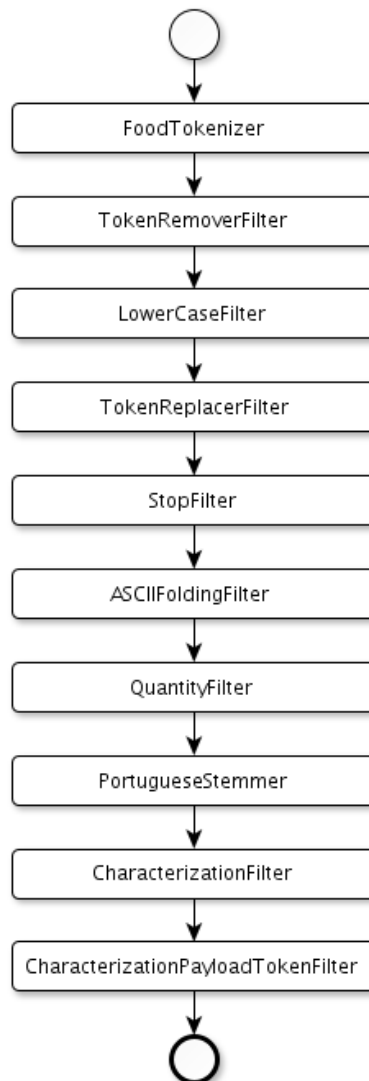 FoodTokenizer
TokenRemoverFilter
LowerCaseFilter
TokenReplacerFilter
StopFilter
ASCIIFoldingFilter
QuantityFilter
PortugueseStemmer
CharacterizationFilter
CharacterizationPayloadTokenFilter